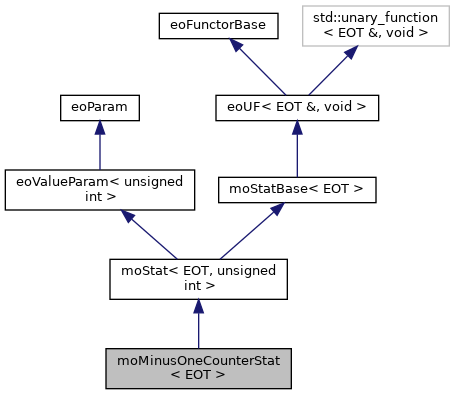 std::unary_function
< EOT &, void >
eoFunctorBase
eoParam
eoUF< EOT &, void >
eoValueParam< unsigned
int >
moStatBase< EOT >
moStat< EOT, unsigned
int >
moMinusOneCounterStat
< EOT >